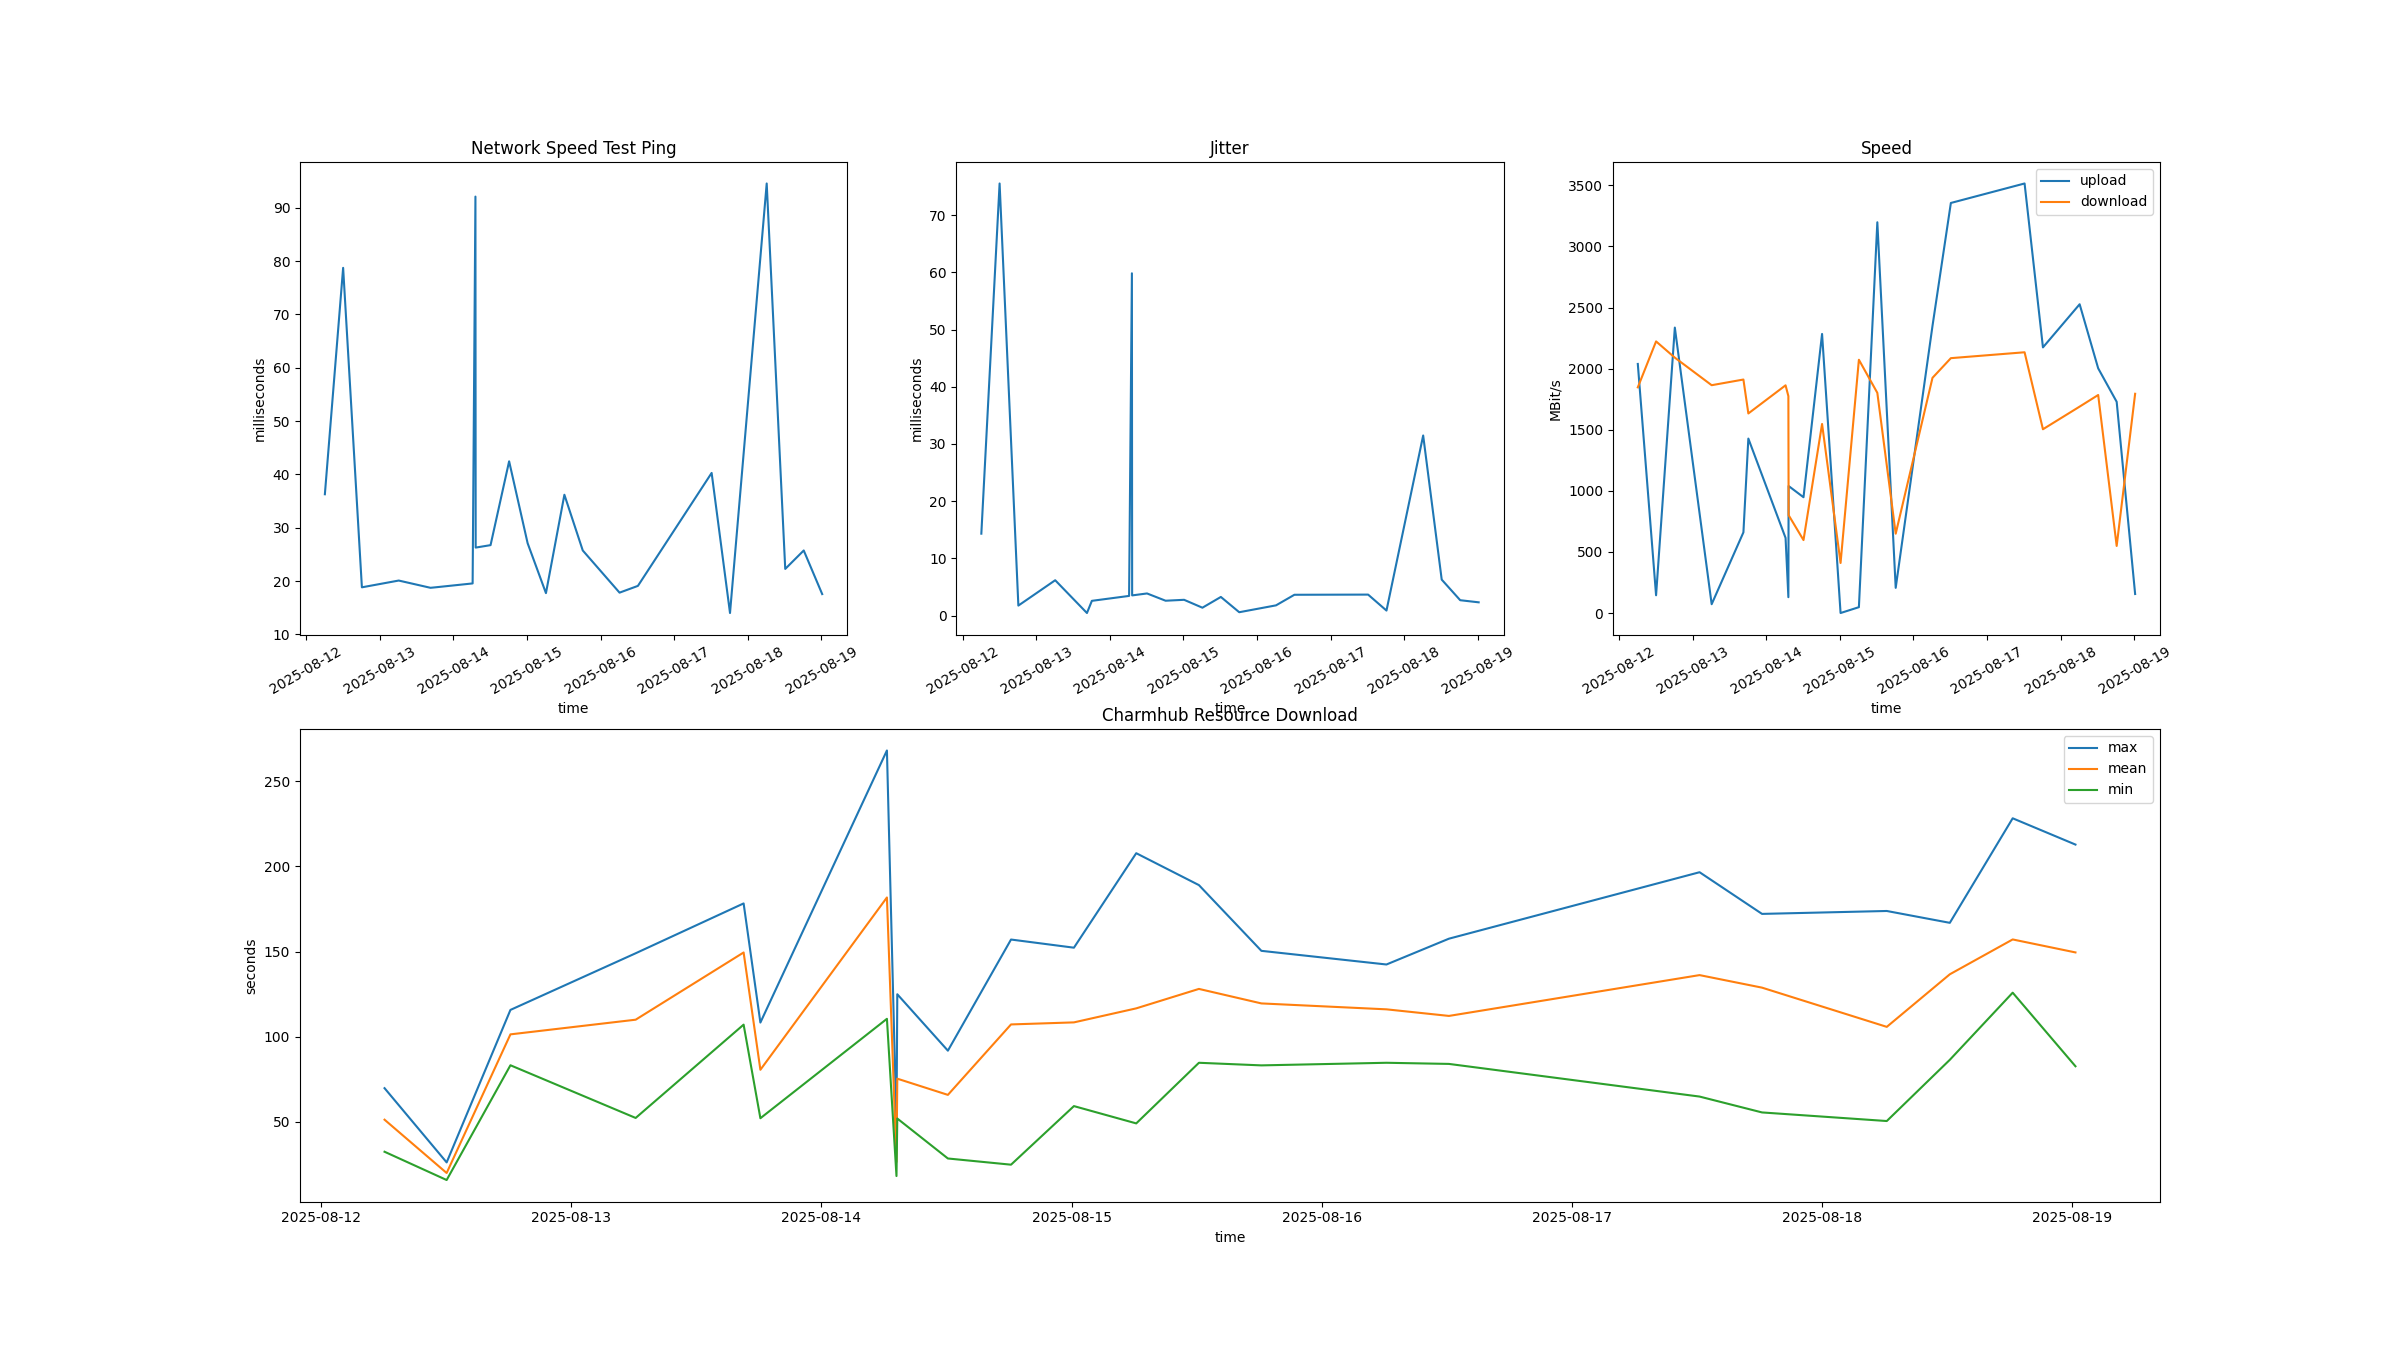 Network Speed Test Ping
milliseconds
90
80
70
60
50
40
30
20
10
2025-08-12 2025-08-13 2025-08-14 2025-08-15 2025-08-16 2025-08-17 2025-08-18 2025-08-19
time
Jitter
milliseconds
70
60
50
40
30
20
10
0
2025-08-12 2025-08-13 2025-08-14 2025-08-15 2025-08-16 2025-08-17 2025-08-18 2025-08-19
time
Speed
upload
download
MBit/s
3500
3000
2500
2000
1500
1000
500
0
2025-08-12 2025-08-13 2025-08-14 2025-08-15 2025-08-16 2025-08-17 2025-08-18 2025-08-19
time
Charmhub Resource Download
max
mean
min
seconds
250
200
150
100
50
2025-08-12 2025-08-13 2025-08-14 2025-08-15 2025-08-16 2025-08-17 2025-08-18 2025-08-19
time